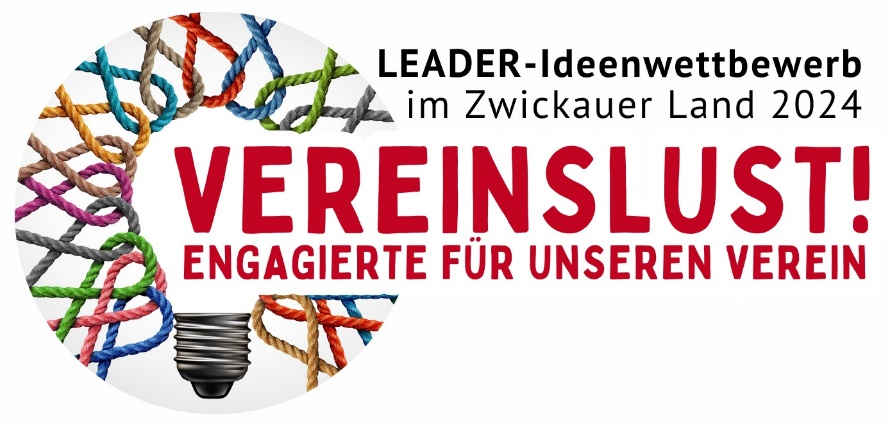 LEADER-Ideenwettbewerb
im Zwickauer Land 2024
VEREINSLUST!
ENGAGIERTE FÜR UNSEREN VEREIN